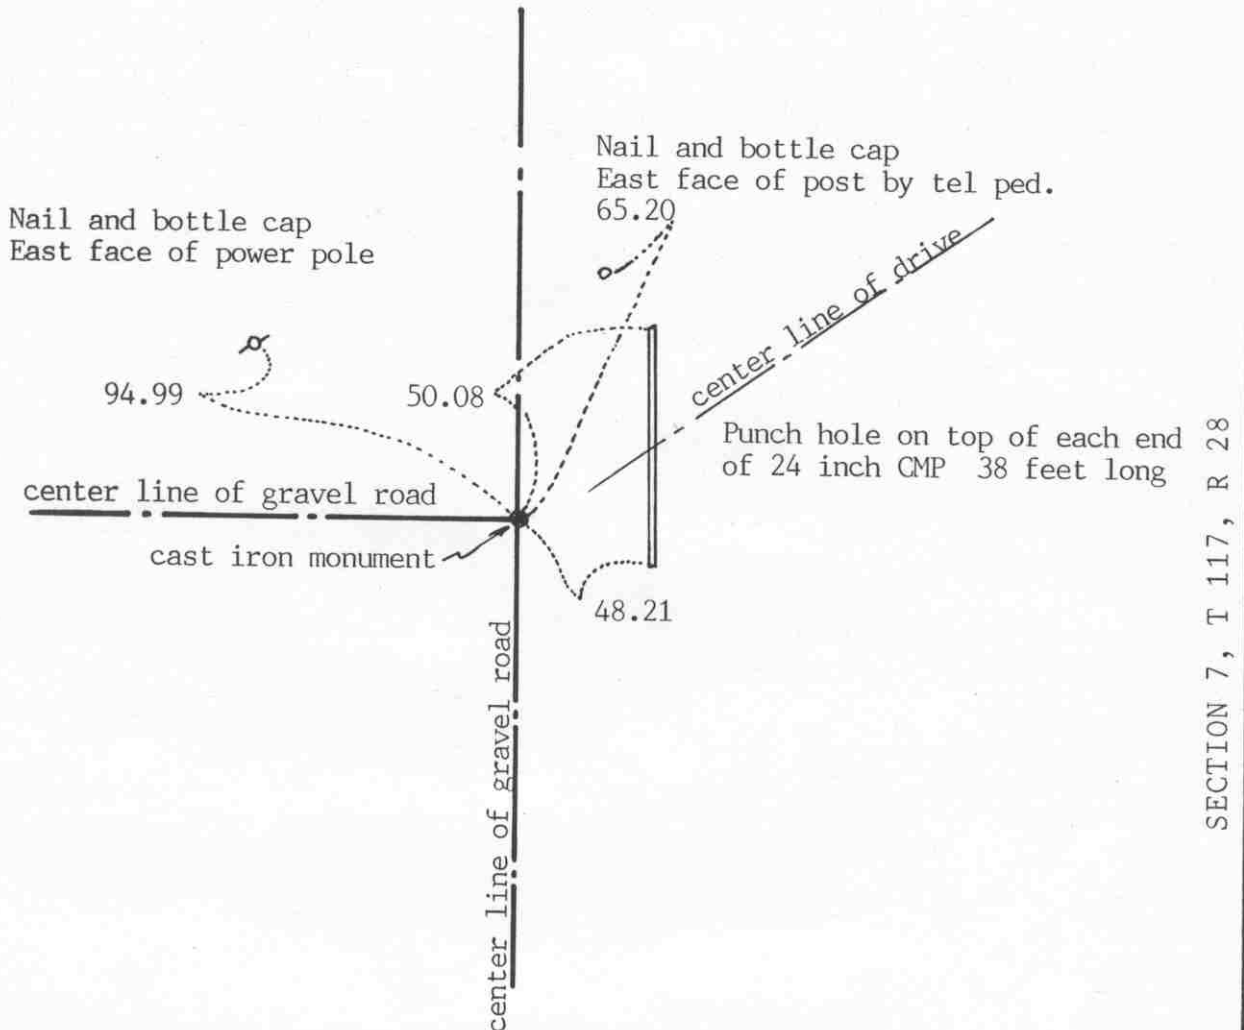 Nail and bottle cap
East face of post by tel ped.
65.20
Nail and bottle cap
East face of power pole
center line of drive
94.99
50.08
Punch hole on top of each end
of 24 inch CMP 38 feet long
center line of gravel road
cast iron monument
48.21
center line of gravel road
SECTION 7, T 117, R 28